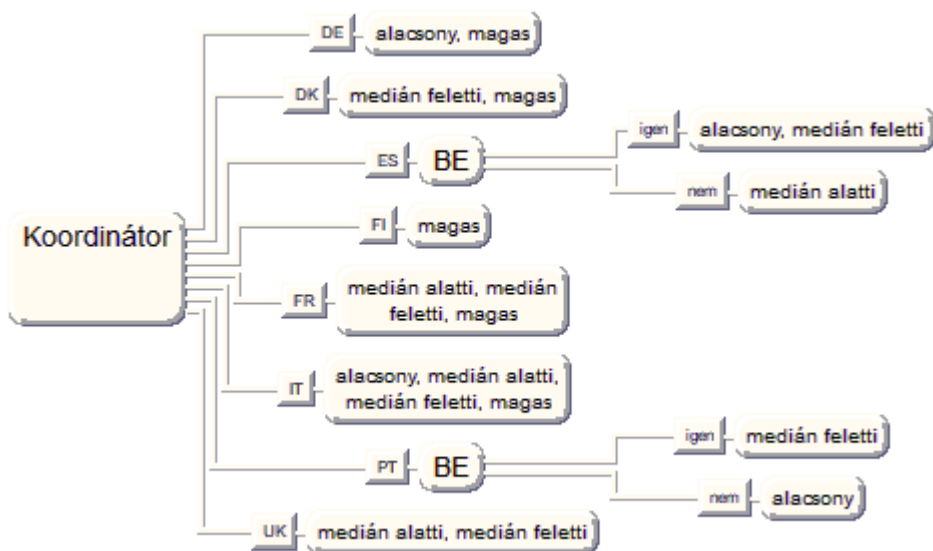 Koordinátor
DE
alacsony, magas
DK
medián feletti, magas
ES
BE
igen
alacsony, medián feletti
nem
medián alatti
FI
magas
FR
medián alatti, medián
feletti, magas
IT
alacsony, medián alatti,
medián feletti, magas
PT
BE
igen
medián feletti
nem
alacsony
UK
medián alatti, medián feletti